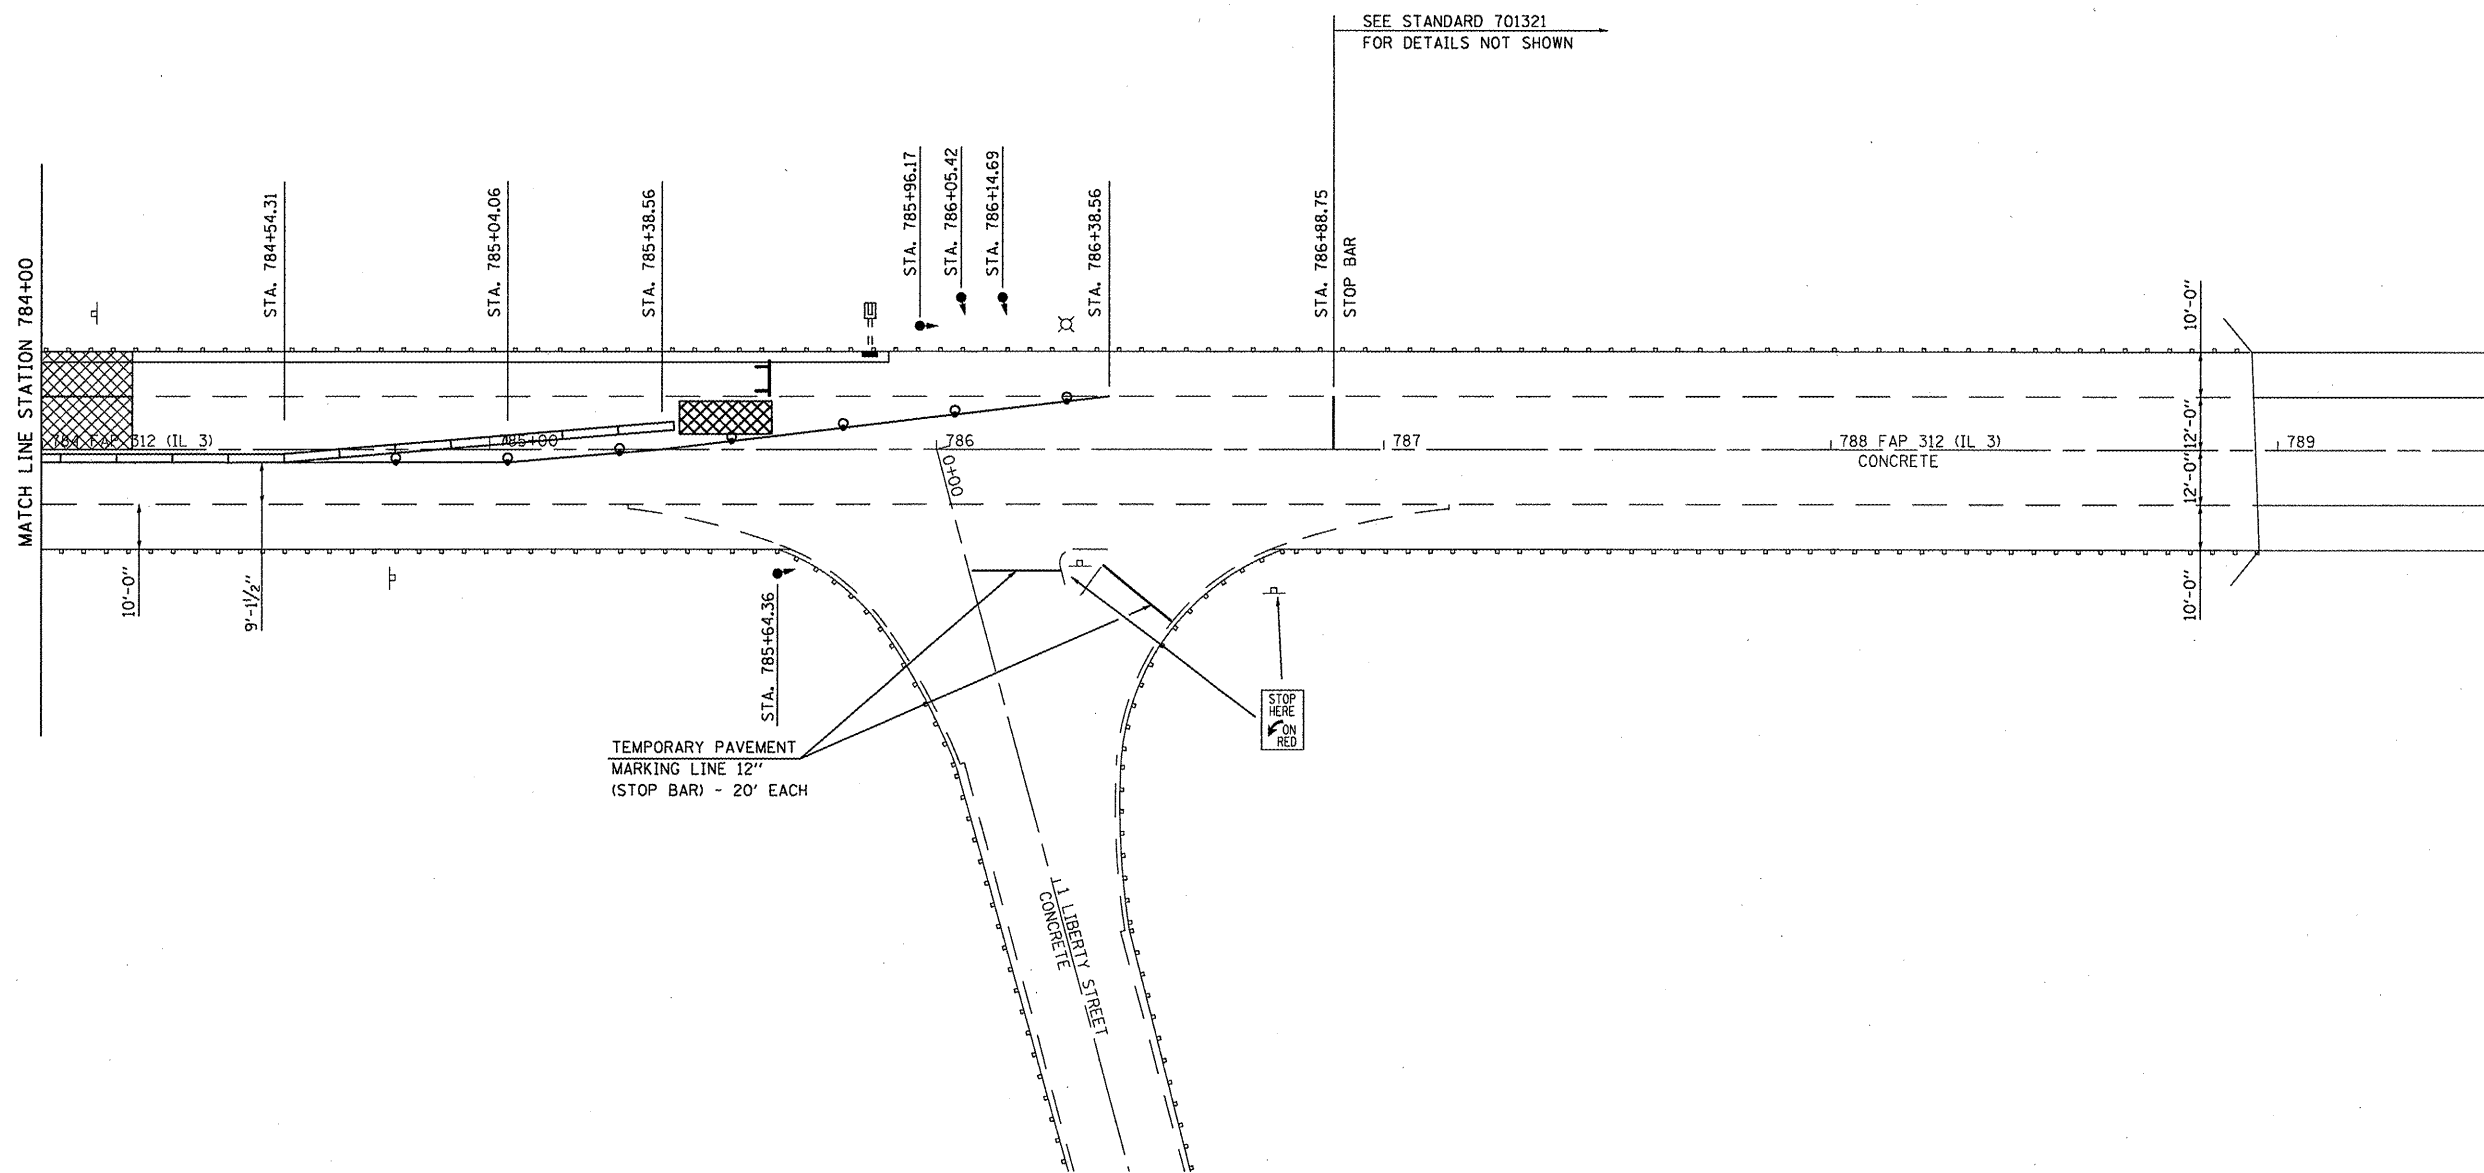 SEE STANDARD 701321
FOR DETAILS NOT SHOWN
MATCH LINE STATION 784+00
STA. 784+54.31
STA. 785+04.06
STA. 785+38.56
STA. 785+96.17
STA. 786+05.42
STA. 786+14.69
STA. 786+38.56
STA. 786+88.75
STOP BAR
10'-0"
784 FAP 312 (IL 3)
785+00
786
787
788 FAP 312 (IL 3)
CONCRETE
789
12'-0"
12'-0"
0+00
10'-0"
9'-1 1/2"
10'-0"
STA. 785+64.36
STOP
HERE
ON
RED
TEMPORARY PAVEMENT
MARKING LINE 12"
(STOP BAR) - 20' EACH
1 LIBERTY STREET
CONCRETE